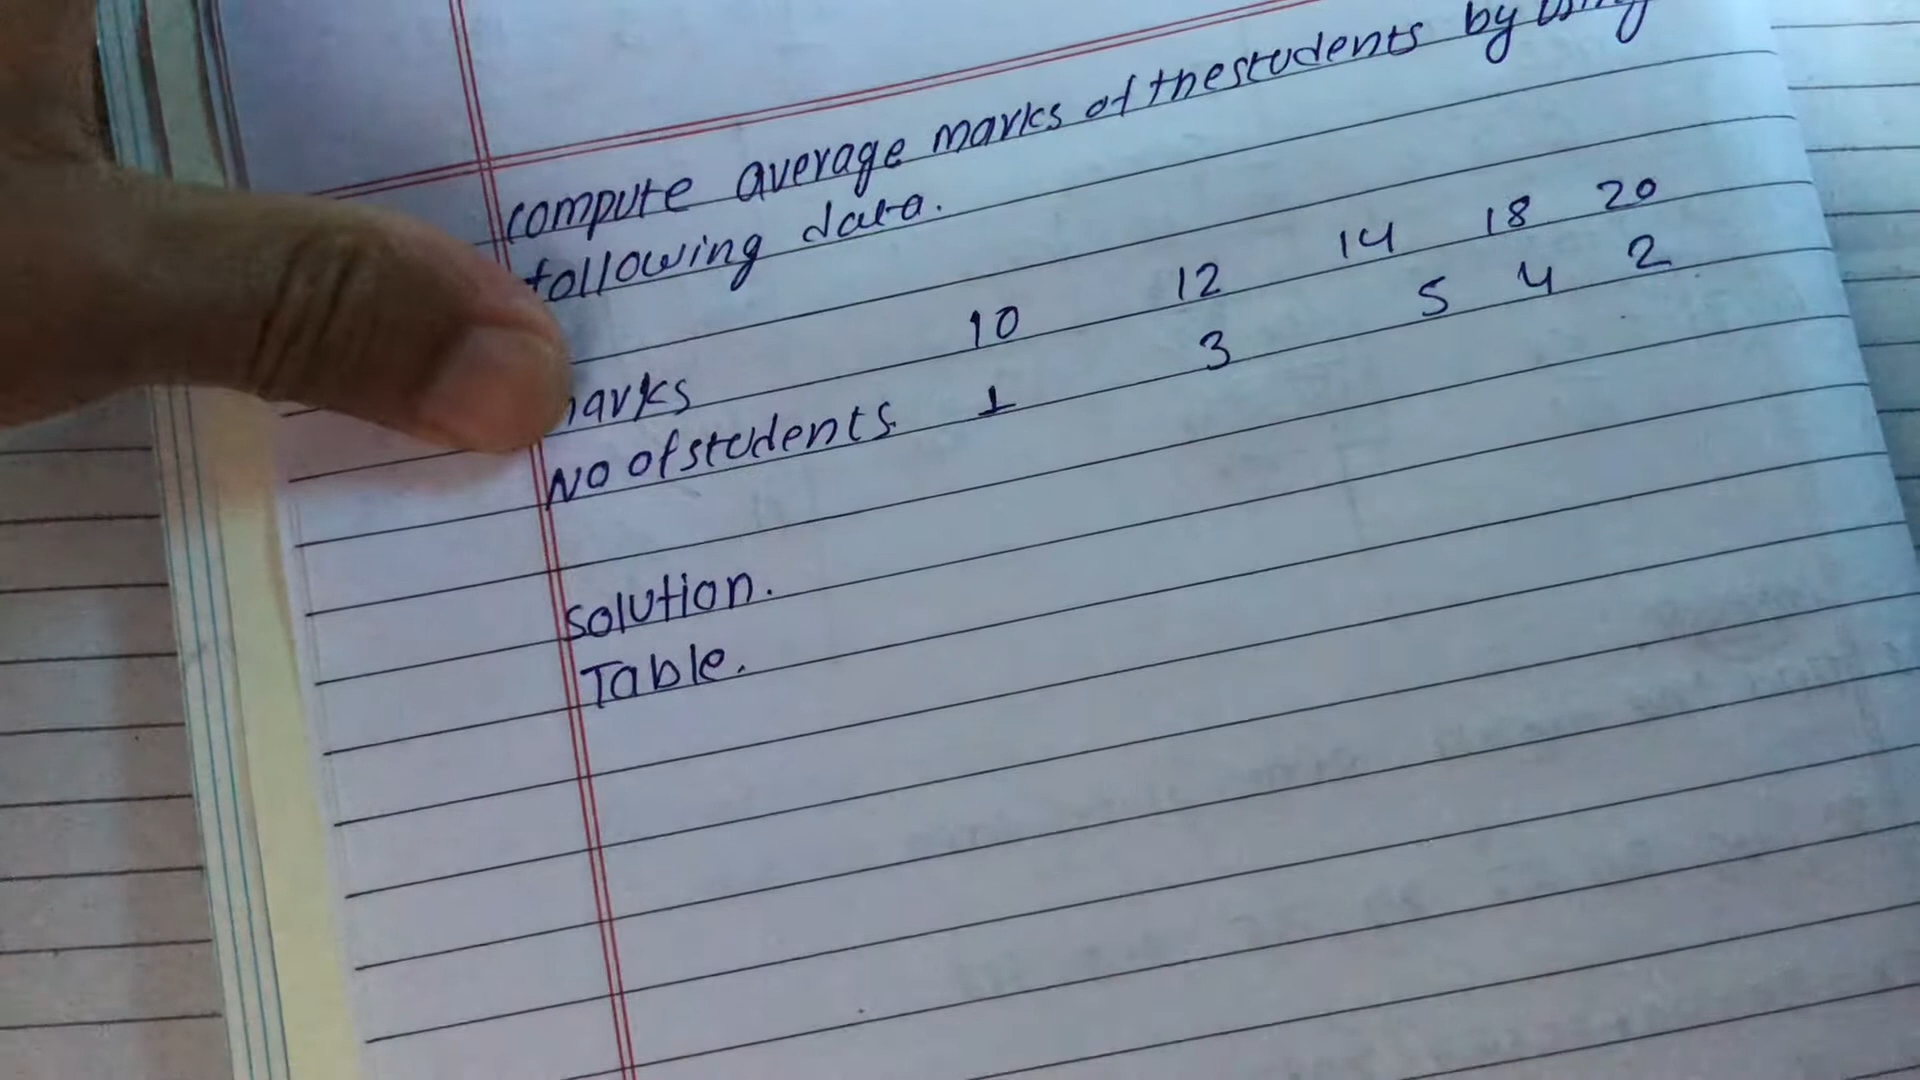 compute average marks of the students by using
following data.
marks 10 12 14 18 20
No of students 1 3 5 4 2
solution.
Table.